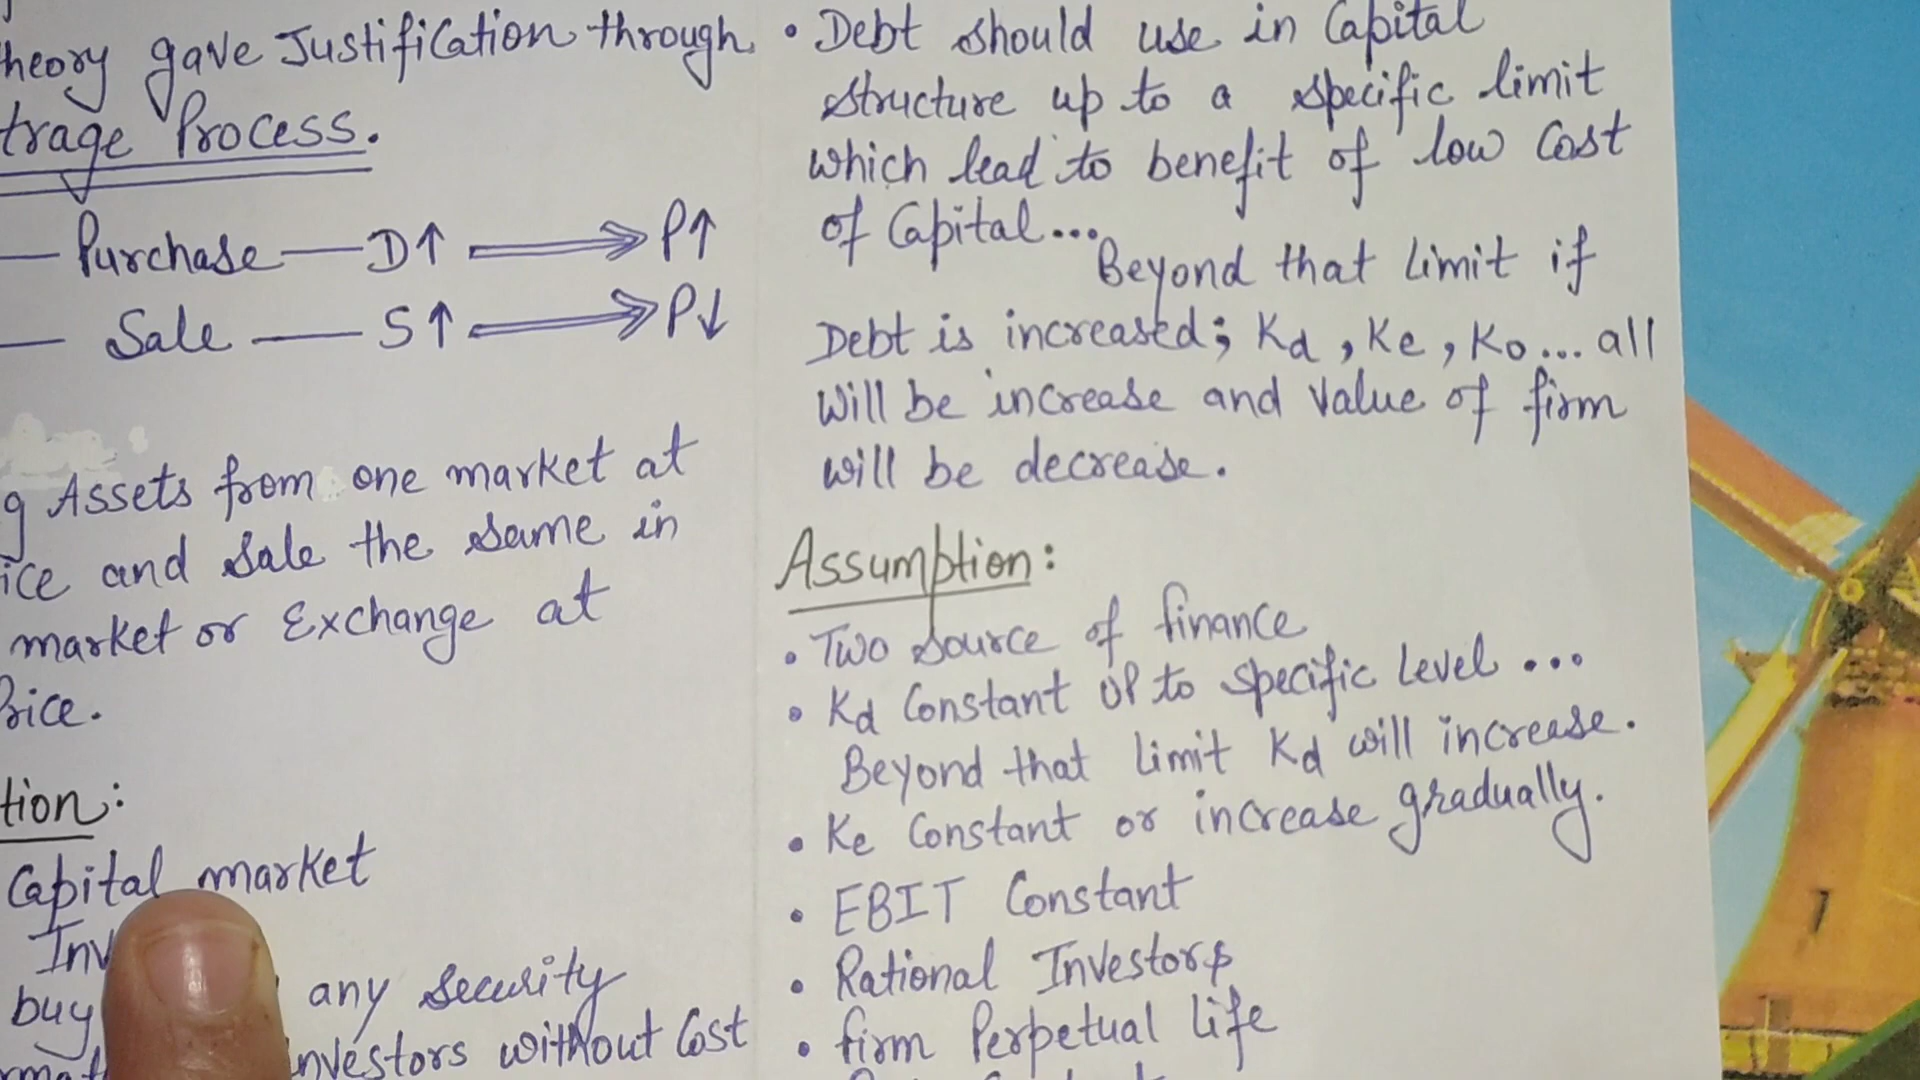 heory gave Justification through
trage Process.
— Purchase — D↑ ⟹ P↑
— Sale — S↑ ⟹ P↓
g Assets from one market at
ice and Sale the same in
market or Exchange at
rice.
tion:
Capital market
Inv
buy any Security
investors without Cost
• Debt should use in Capital
structure up to a specific limit
which lead to benefit of low Cost
of Capital...
Beyond that Limit if
Debt is increased; Kd, Ke, Ko... all
will be increase and value of firm
will be decrease.
Assumption:
• Two source of finance
• Kd Constant UP to specific Level ...
Beyond that Limit Kd will increase.
• Ke Constant or increase gradually.
• EBIT Constant
• Rational Investors
• firm Perpetual life